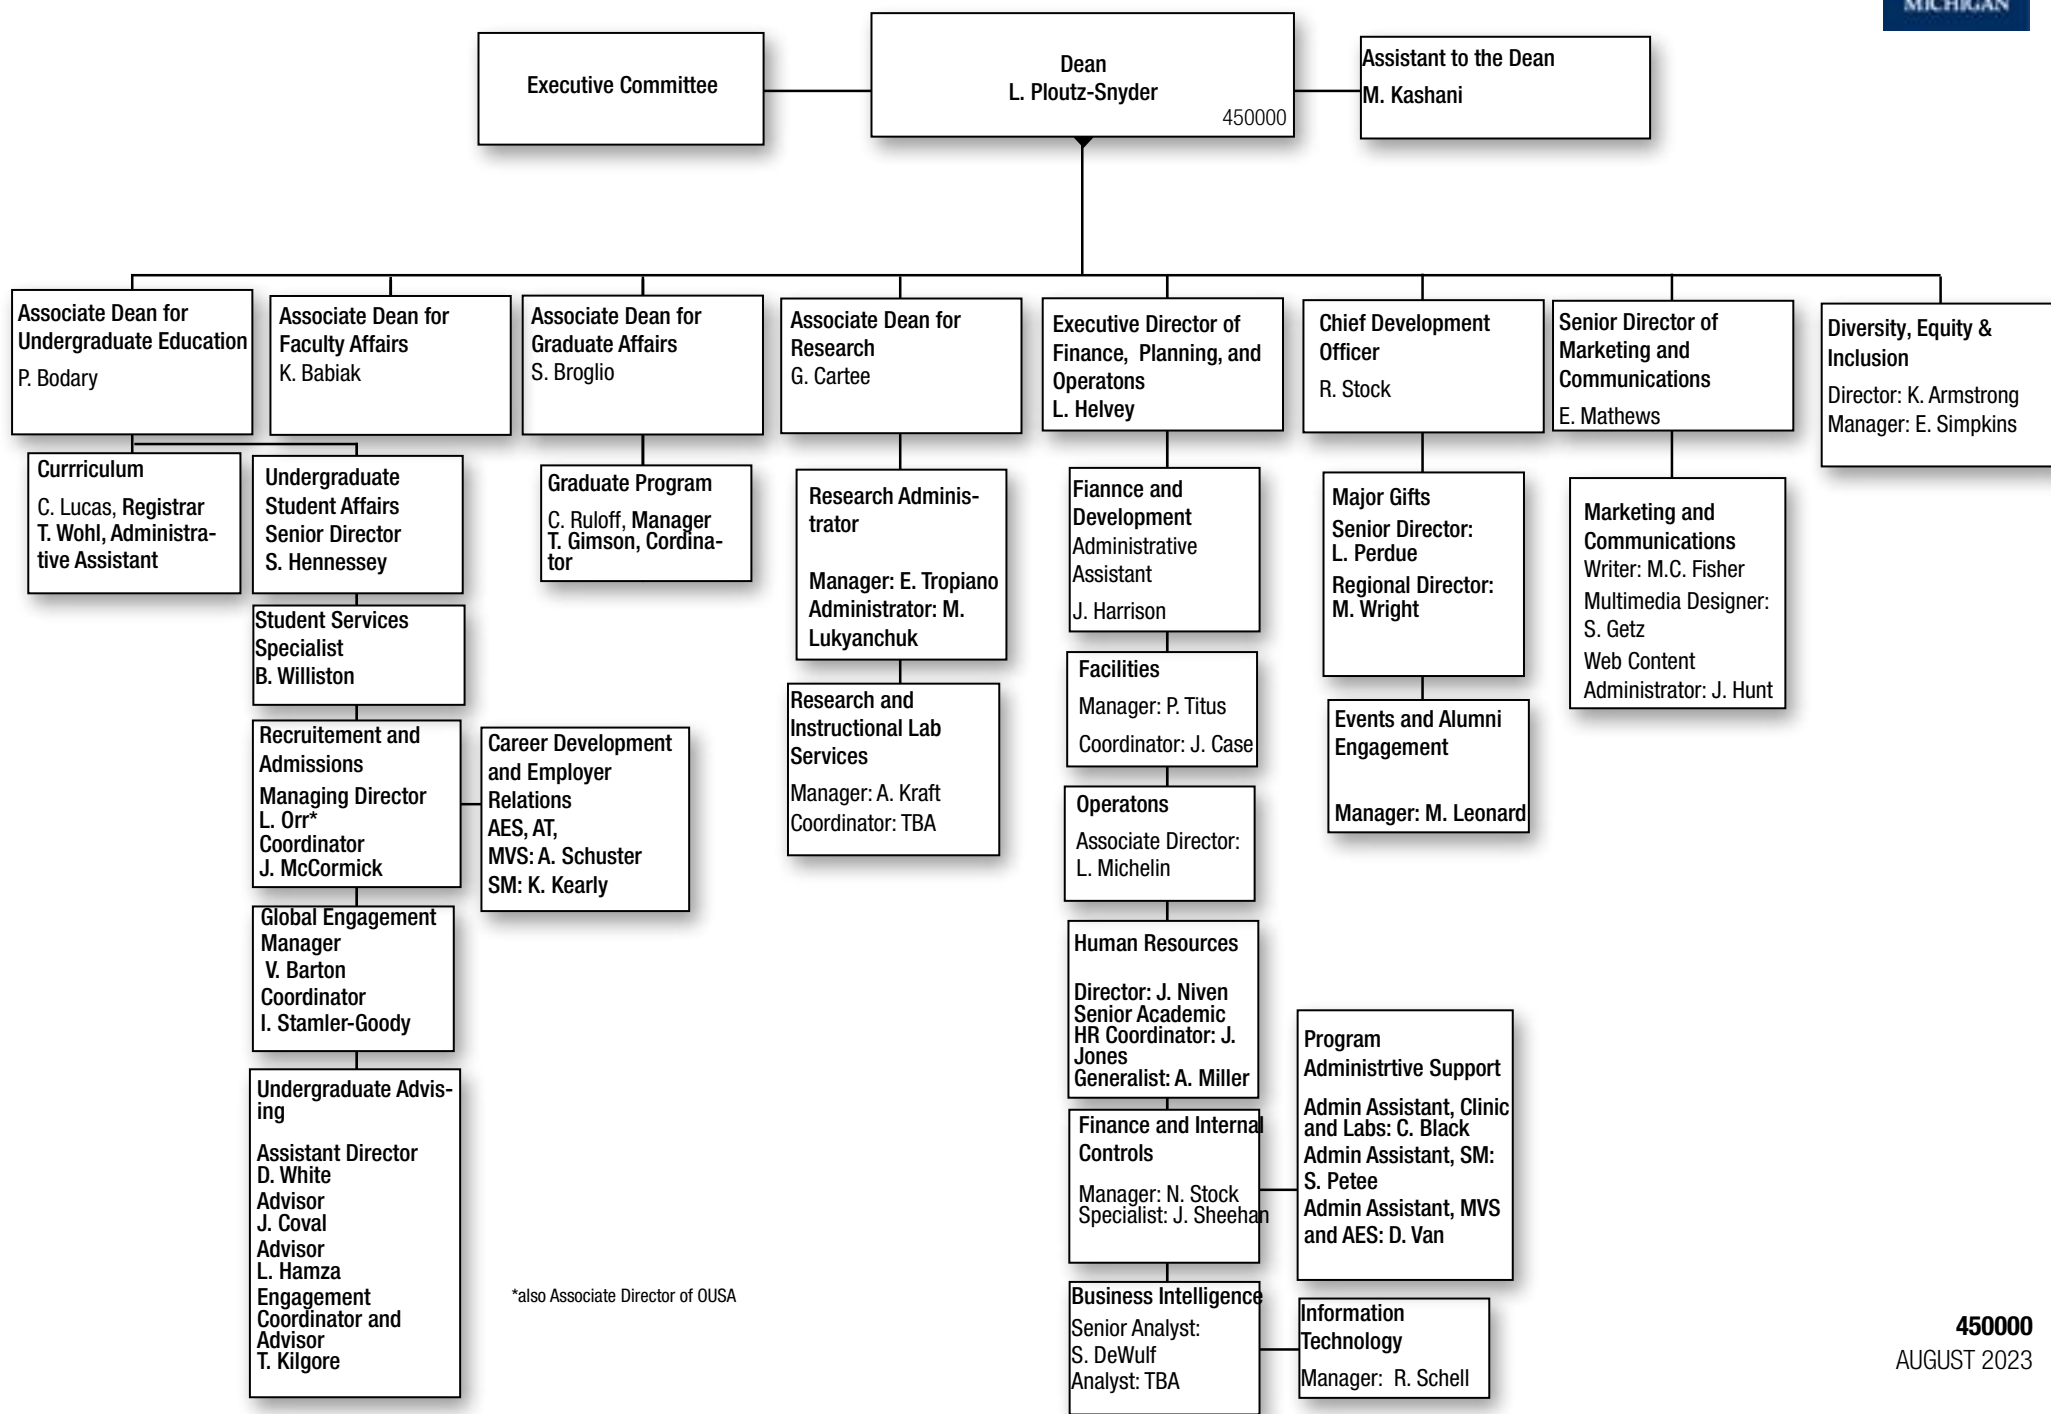 MICHIGAN
Executive Committee
Dean
L. Ploutz-Snyder
450000
Assistant to the Dean
M. Kashani
Associate Dean for
Undergraduate Education
P. Bodary
Associate Dean for
Faculty Affairs
K. Babiak
Associate Dean for
Graduate Affairs
S. Broglio
Associate Dean for
Research
G. Cartee
Executive Director of
Finance, Planning, and
Operatons
L. Helvey
Chief Development
Officer
R. Stock
Senior Director of
Marketing and
Communications
E. Mathews
Diversity, Equity &
Inclusion
Director: K. Armstrong
Manager: E. Simpkins
Currriculum
C. Lucas, Registrar
T. Wohl, Administra-
tive Assistant
Undergraduate
Student Affairs
Senior Director
S. Hennessey
Student Services
Specialist
B. Williston
Recruitement and
Admissions
Managing Director
L. Orr*
Coordinator
J. McCormick
Career Development
and Employer
Relations
AES, AT,
MVS: A. Schuster
SM: K. Kearly
Global Engagement
Manager
V. Barton
Coordinator
I. Stamler-Goody
Undergraduate Advis-
ing
Assistant Director
D. White
Advisor
J. Coval
Advisor
L. Hamza
Engagement
Coordinator and
Advisor
T. Kilgore
Graduate Program
C. Ruloff, Manager
T. Gimson, Cordina-
tor
Research Adminis-
trator
Manager: E. Tropiano
Administrator: M.
Lukyanchuk
Research and
Instructional Lab
Services
Manager: A. Kraft
Coordinator: TBA
Fiannce and
Development
Administrative
Assistant
J. Harrison
Facilities
Manager: P. Titus
Coordinator: J. Case
Operatons
Associate Director:
L. Michelin
Human Resources
Director: J. Niven
Senior Academic
HR Coordinator: J.
Jones
Generalist: A. Miller
Finance and Internal
Controls
Manager: N. Stock
Specialist: J. Sheehan
Program
Administrtive Support
Admin Assistant, Clinic
and Labs: C. Black
Admin Assistant, SM:
S. Petee
Admin Assistant, MVS
and AES: D. Van
Business Intelligence
Senior Analyst:
S. DeWulf
Analyst: TBA
Information
Technology
Manager: R. Schell
Major Gifts
Senior Director:
L. Perdue
Regional Director:
M. Wright
Events and Alumni
Engagement
Manager: M. Leonard
Marketing and
Communications
Writer: M.C. Fisher
Multimedia Designer:
S. Getz
Web Content
Administrator: J. Hunt
*also Associate Director of OUSA
450000
AUGUST 2023